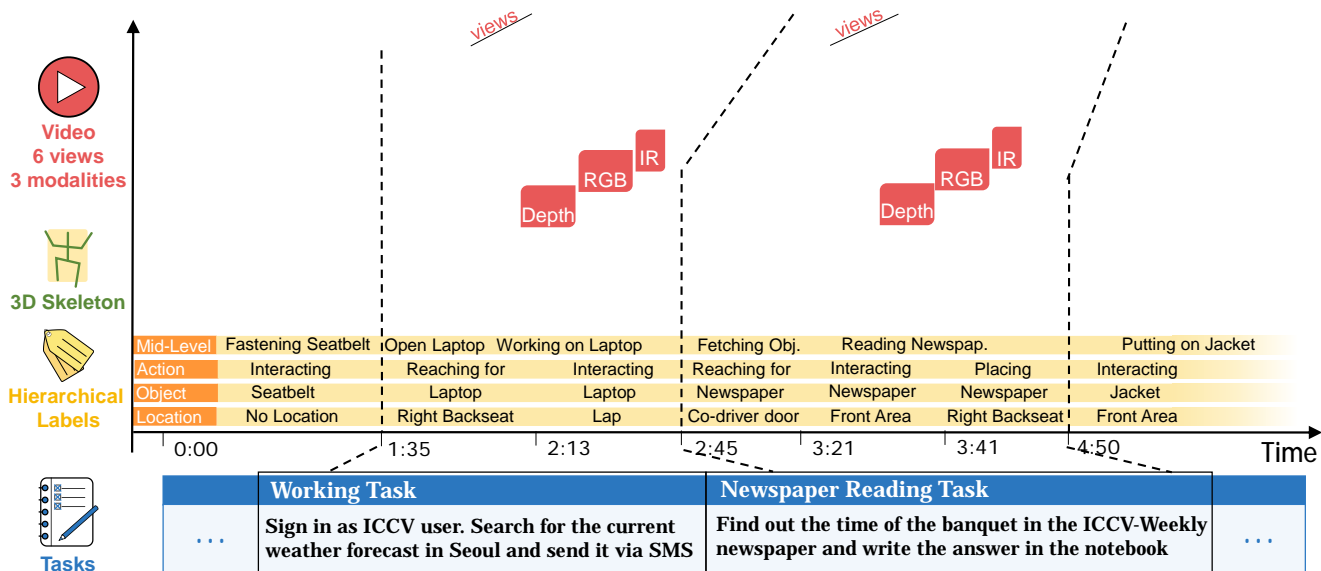 views
views
Video
6 views
3 modalities
Depth
RGB
IR
Depth
RGB
IR
3D Skeleton
Hierarchical
Labels
Mid-Level Fastening Seatbelt Open Laptop Working on Laptop Fetching Obj. Reading Newspap. Putting on Jacket
Action Interacting Reaching for Interacting Reaching for Interacting Placing Interacting
Object Seatbelt Laptop Laptop Newspaper Newspaper Newspaper Jacket
Location No Location Right Backseat Lap Co-driver door Front Area Right Backseat Front Area
0:00 1:35 2:13 2:45 3:21 3:41 4:50 Time
Tasks
...
Working Task
Sign in as ICCV user. Search for the current
weather forecast in Seoul and send it via SMS
Newspaper Reading Task
Find out the time of the banquet in the ICCV-Weekly
newspaper and write the answer in the notebook
...